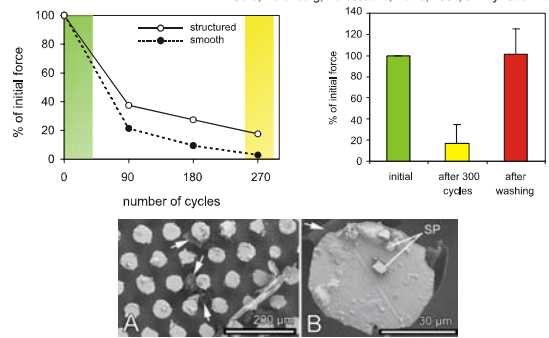 % of initial force
100
80
60
40
20
0
structured
smooth
0
90
180
270
number of cycles
% of initial force
140
120
100
80
60
40
20
0
initial
after 300
cycles
after
washing
A
200 µm
SP
B
30 µm